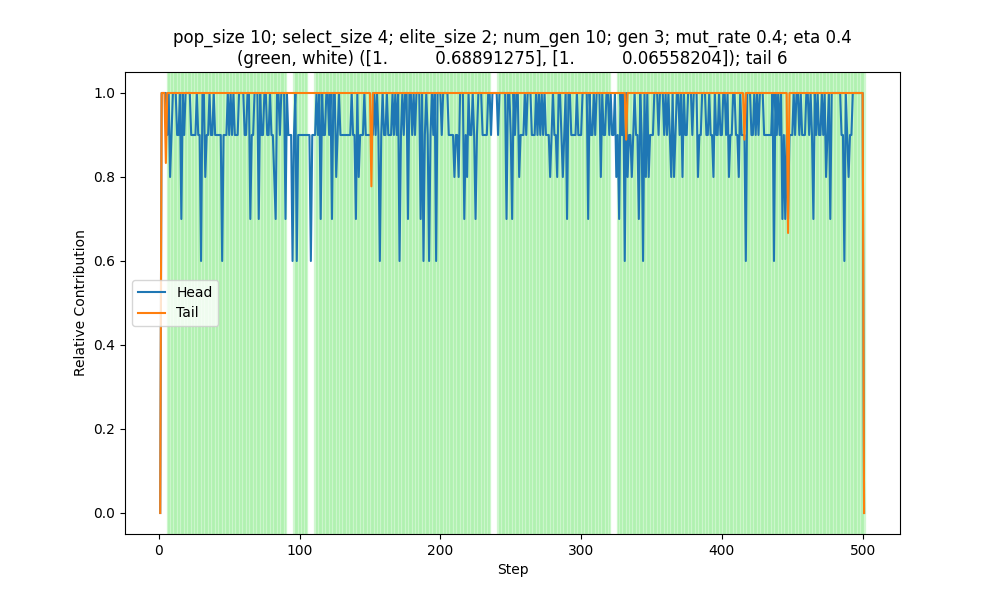 pop_size 10; select_size 4; elite_size 2; num_gen 10; gen 3; mut_rate 0.4; eta 0.4
(green, white) ([1. 0.68891275], [1. 0.06558204]); tail 6
1.0
0.8
0.6
0.4
0.2
0.0
Relative Contribution
Head
Tail
0 100 200 300 400 500
Step